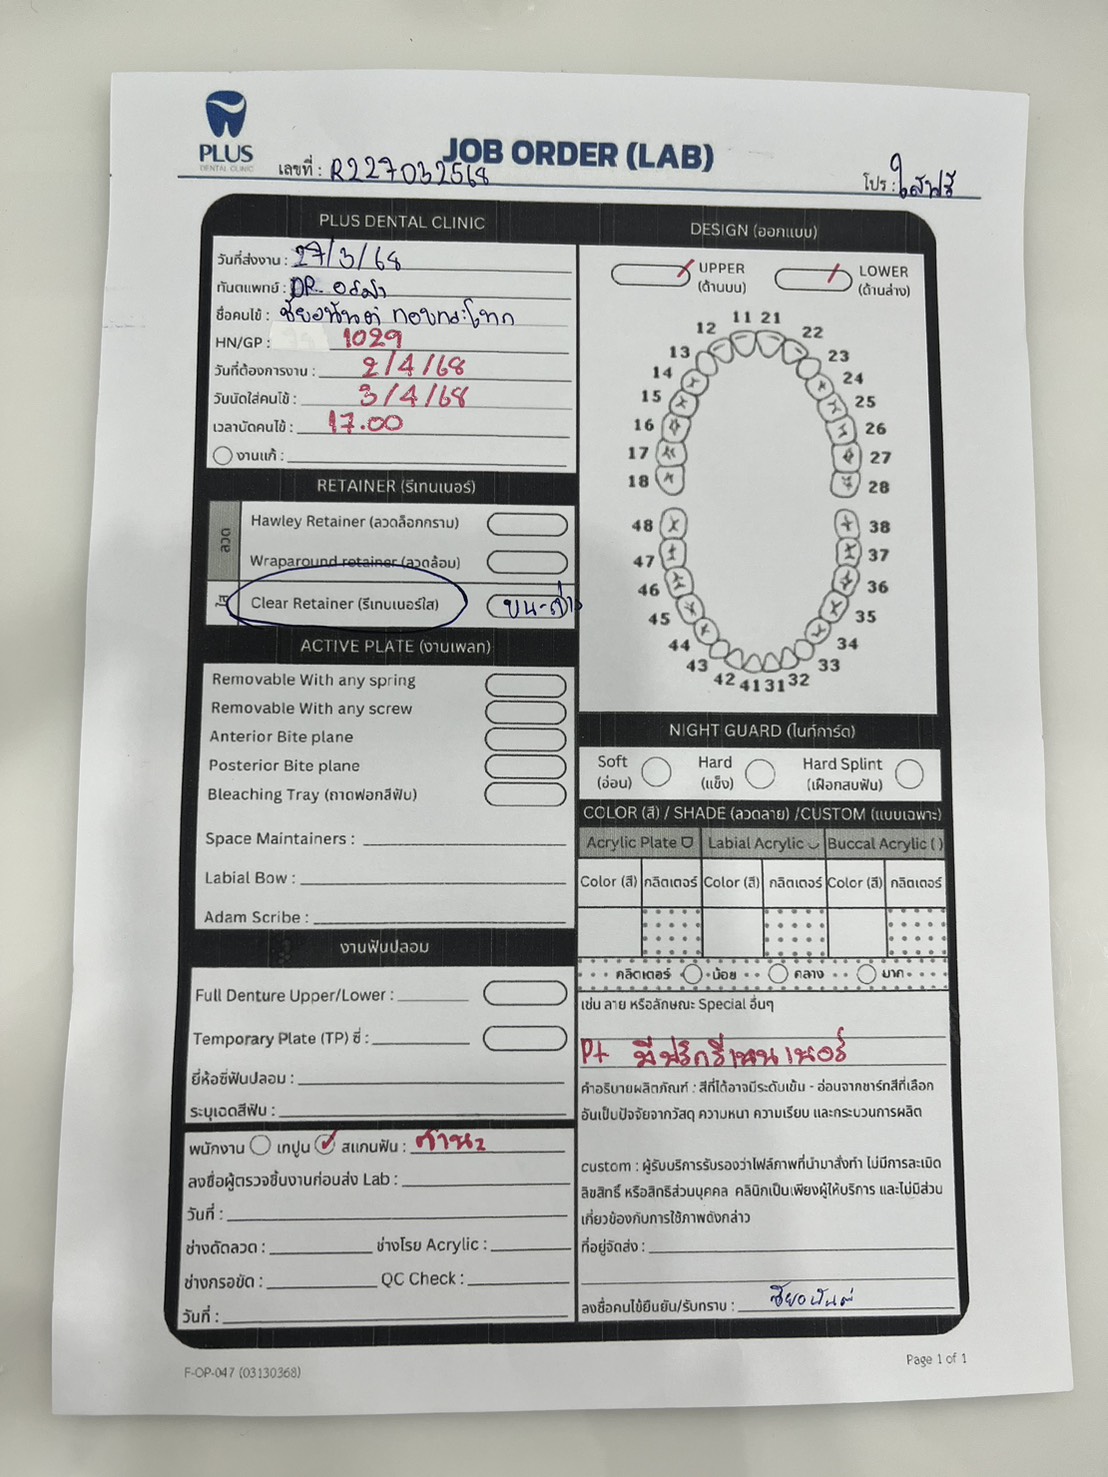 PLUS
DENTAL CLINIC
JOB ORDER (LAB)
เลขที่ : R227032568
โปร : ใสฟรี
PLUS DENTAL CLINIC
วันที่ส่งงาน : 27/3/68
ทันตแพทย์ : DR.
ชื่อคนไข้ : ชัยอนันต์
HN/GP : 1029
วันที่ต้องการงาน : 2/4/68
วันนัดใส่คนไข้ : 3/4/68
เวลานัดคนไข้ : 17.00
งานแก้ :
RETAINER (รีเทนเนอร์)
ลวด
Hawley Retainer (ลวดล็อกกราม)
Wraparound retainer (ลวดล้อม)
ใส
Clear Retainer (รีเทนเนอร์ใส) บน-ล่าง
ACTIVE PLATE (งานเพลท)
Removable With any spring
Removable With any screw
Anterior Bite plane
Posterior Bite plane
Bleaching Tray (ถาดฟอกสีฟัน)
Space Maintainers :
Labial Bow :
Adam Scribe :
งานฟันปลอม
Full Denture Upper/Lower :
Temporary Plate (TP) ซี่ :
ยี่ห้อซี่ฟันปลอม :
ระบุเฉดสีฟัน :
พนักงาน เทปูน สแกนฟัน :
ลงชื่อผู้ตรวจชิ้นงานก่อนส่ง Lab :
วันที่ :
ช่างดัดลวด : ช่างโรย Acrylic :
ช่างกรอขัด : QC Check :
วันที่ :
DESIGN (ออกแบบ)
UPPER
(ด้านบน)
LOWER
(ด้านล่าง)
11 21
12 22
13 23
14 24
15 25
16 26
17 27
18 28
48 38
47 37
46 36
45 35
44 34
43 33
42 41 31 32
NIGHT GUARD (ไนท์การ์ด)
Soft
(อ่อน)
Hard
(แข็ง)
Hard Splint
(เฝือกสบฟัน)
COLOR (สี) / SHADE (ลวดลาย) /CUSTOM (แบบเฉพาะ)
Acrylic Plate Labial Acrylic Buccal Acrylic ( )
Color (สี) กลิตเตอร์ Color (สี) กลิตเตอร์ Color (สี) กลิตเตอร์
กลิตเตอร์ น้อย กลาง มาก
เช่น ลาย หรือลักษณะ Special อื่นๆ
Pt มีฟรีรีเทนเนอร์
คำอธิบายผลิตภัณฑ์ : สีที่ได้อาจมีระดับเข้ม - อ่อนจากชาร์ทสีที่เลือก
อันเป็นปัจจัยจากวัสดุ ความหนา ความเรียบ และกระบวนการผลิต
custom : ผู้รับบริการรับรองว่าไฟล์ภาพที่นำมาสั่งทำ ไม่มีการละเมิด
ลิขสิทธิ์ หรือสิทธิส่วนบุคคล คลินิกเป็นเพียงผู้ให้บริการ และไม่มีส่วน
เกี่ยวข้องกับการใช้ภาพดังกล่าว
ที่อยู่จัดส่ง :
ลงชื่อคนไข้ยืนยัน/รับทราบ : ชัยอนันต์
F-OP-047 (03130368)
Page 1 of 1